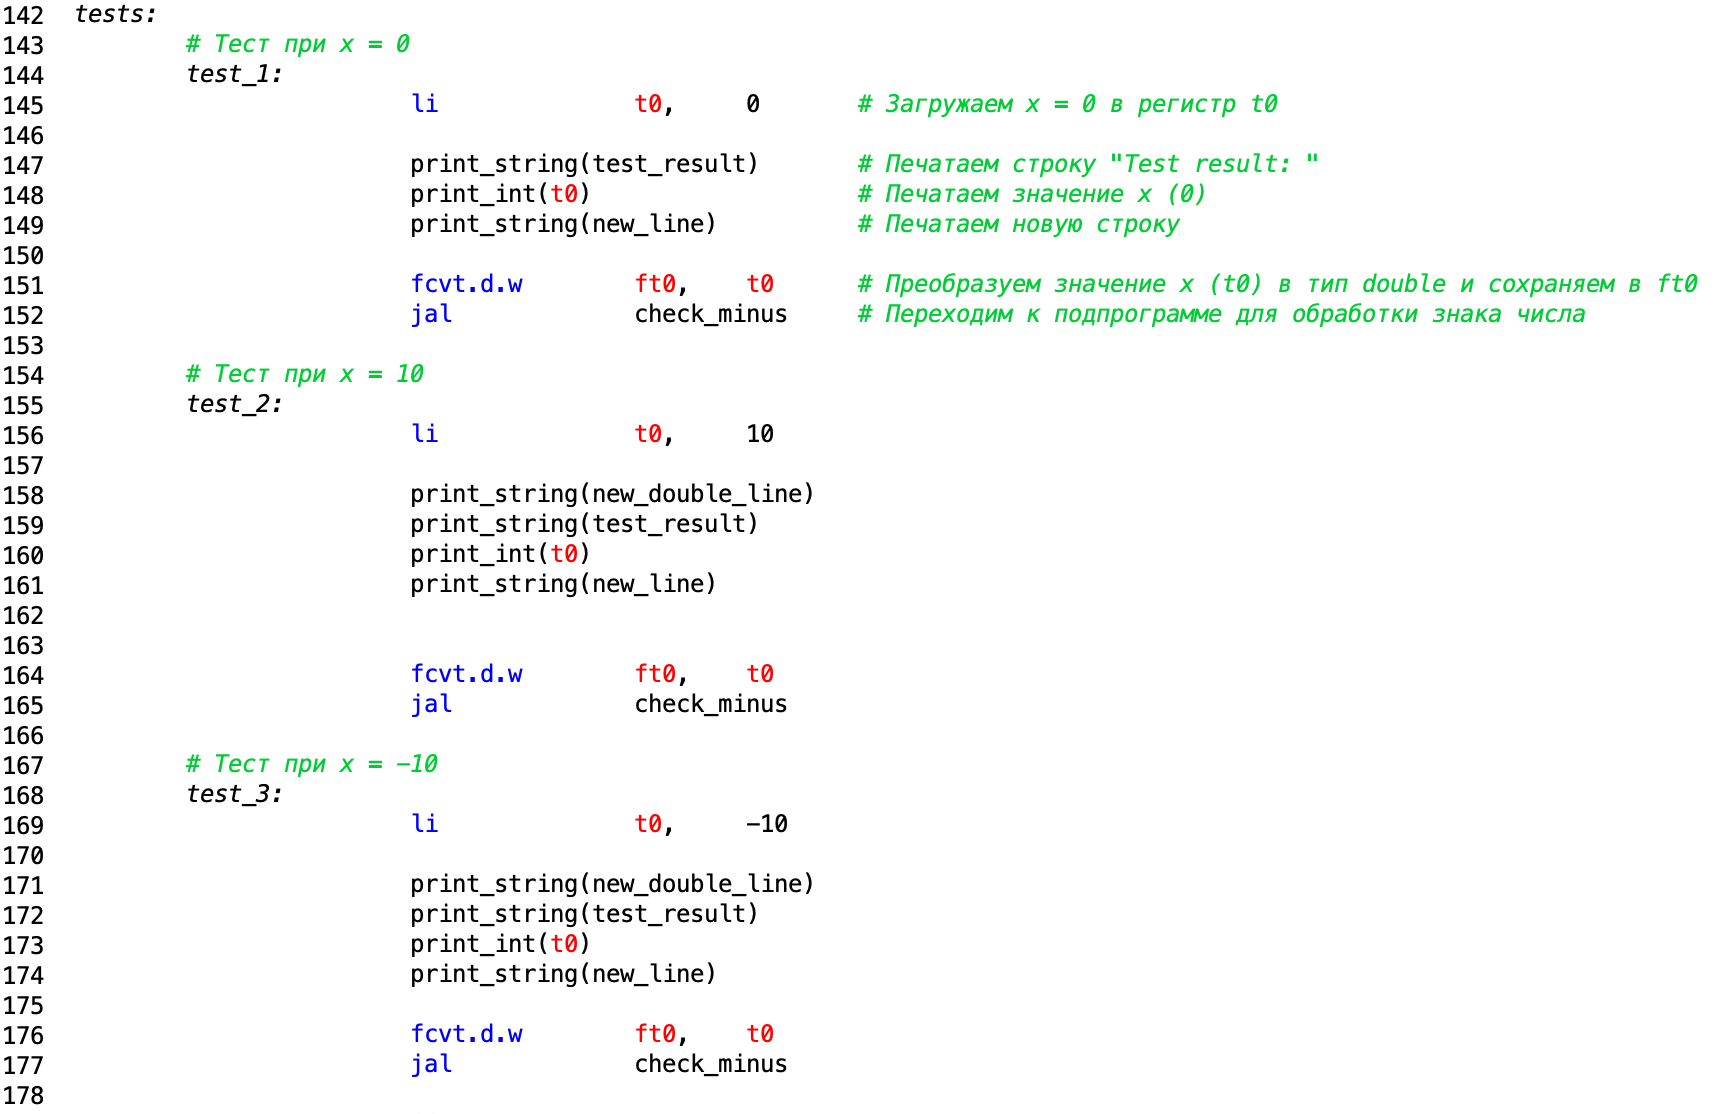 142 tests:
143 # Тест при x = 0
144 test_1:
145 li t0, 0 # Загружаем x = 0 в регистр t0
146
147 print_string(test_result) # Печатаем строку "Test result: "
148 print_int(t0) # Печатаем значение x (0)
149 print_string(new_line) # Печатаем новую строку
150
151 fcvt.d.w ft0, t0 # Преобразуем значение x (t0) в тип double и сохраняем в ft0
152 jal check_minus # Переходим к подпрограмме для обработки знака числа
153
154 # Тест при x = 10
155 test_2:
156 li t0, 10
157
158 print_string(new_double_line)
159 print_string(test_result)
160 print_int(t0)
161 print_string(new_line)
162
163
164 fcvt.d.w ft0, t0
165 jal check_minus
166
167 # Тест при x = -10
168 test_3:
169 li t0, -10
170
171 print_string(new_double_line)
172 print_string(test_result)
173 print_int(t0)
174 print_string(new_line)
175
176 fcvt.d.w ft0, t0
177 jal check_minus
178